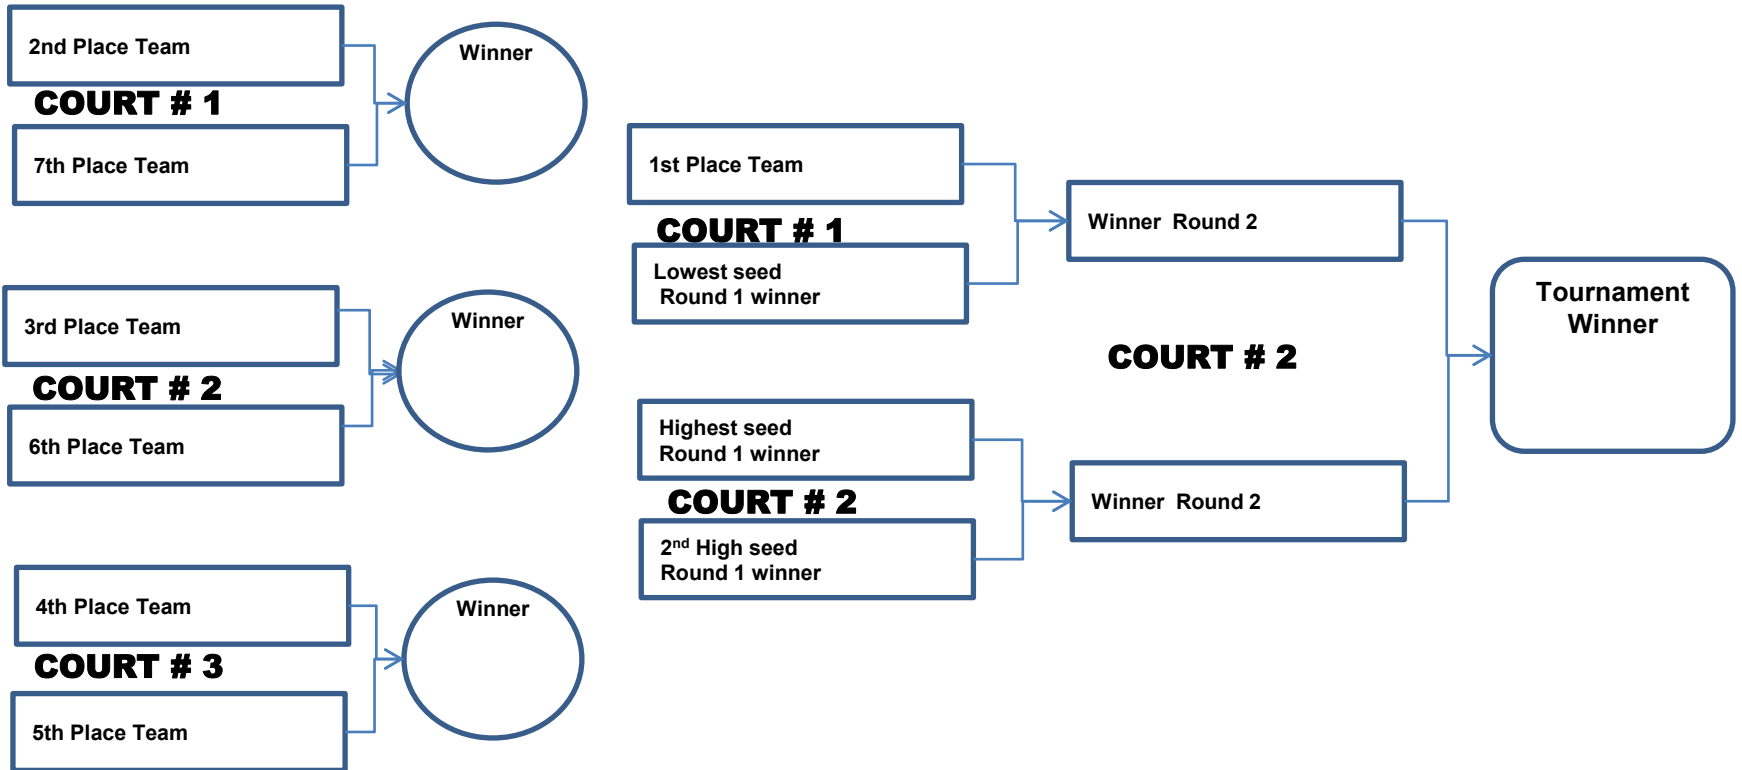 2nd Place Team
COURT # 1
7th Place Team
Winner
3rd Place Team
COURT # 2
6th Place Team
Winner
4th Place Team
COURT # 3
5th Place Team
Winner
1st Place Team
COURT # 1
Lowest seed
Round 1 winner
Highest seed
Round 1 winner
COURT # 2
2nd High seed
Round 1 winner
Winner Round 2
COURT # 2
Winner Round 2
Tournament
Winner